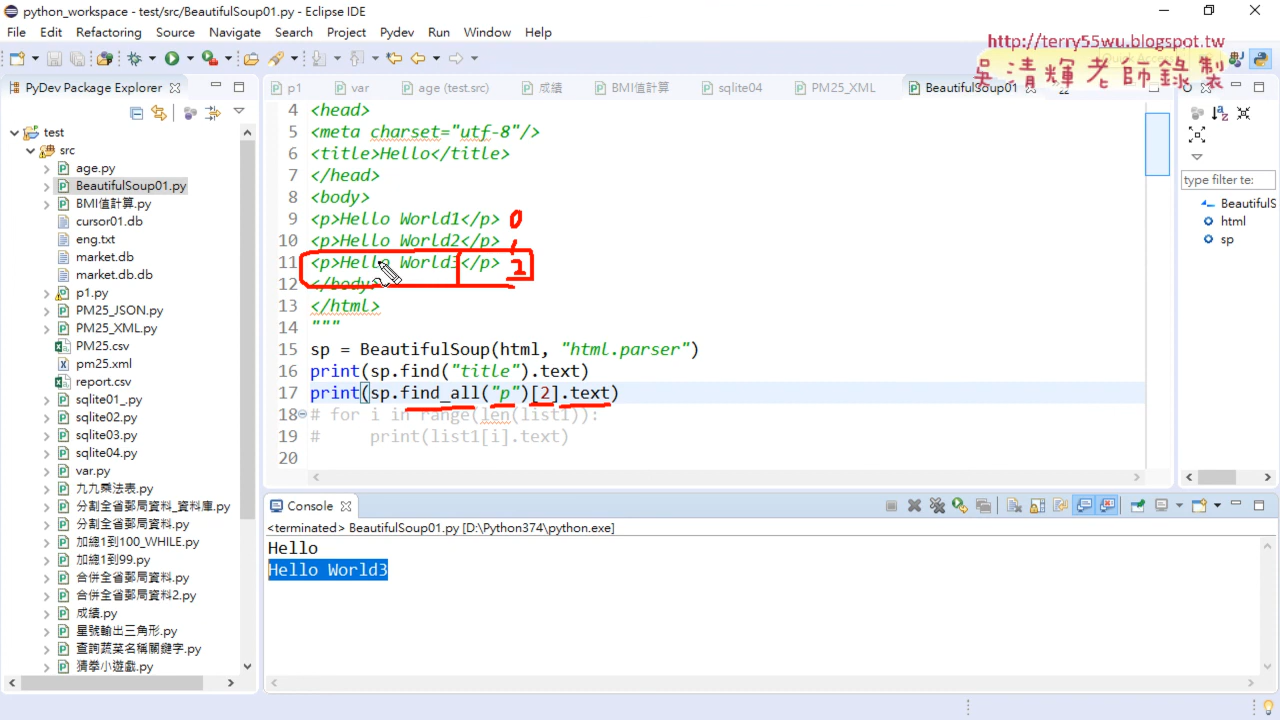 python_workspace - test/src/BeautifulSoup01.py - Eclipse IDE
File Edit Refactoring Source Navigate Search Project Pydev Run Window Help
http://terry55wu.blogspot.tw
吳清輝老師錄製
PyDev Package Explorer
p1 var age (test:src) 成績 BMI值計算 sqlite04 PM25_XML BeautifulSoup01
test
src
age.py
BeautifulSoup01.py
BMI值計算.py
cursor01.db
eng.txt
market.db
market.db.db
p1.py
PM25_JSON.py
PM25_XML.py
PM25.csv
pm25.xml
report.csv
sqlite01_.py
sqlite02.py
sqlite03.py
sqlite04.py
var.py
九九乘法表.py
分割全省郵局資料_資料庫.py
分割全省郵局資料.py
加總1到100_WHILE.py
加總1到99.py
合併全省郵局資料.py
合併全省郵局資料2.py
成績.py
星號輸出三角形.py
查詢蔬菜名稱關鍵字.py
猜拳小遊戲.py
4 <head>
5 <meta charset="utf-8"/>
6 <title>Hello</title>
7 </head>
8 <body>
9 <p>Hello World1</p> 0
10 <p>Hello World2</p> 1
11 <p>Hello World3</p> 2
12 </body>
13 </html>
14 """
15 sp = BeautifulSoup(html, "html.parser")
16 print(sp.find("title").text)
17 print(sp.find_all("p")[2].text)
18 # for i in range(len(list1)):
19 #     print(list1[i].text)
20
type filter te:
BeautifulS
html
sp
Console
<terminated> BeautifulSoup01.py [D:\Python374\python.exe]
Hello
Hello World3